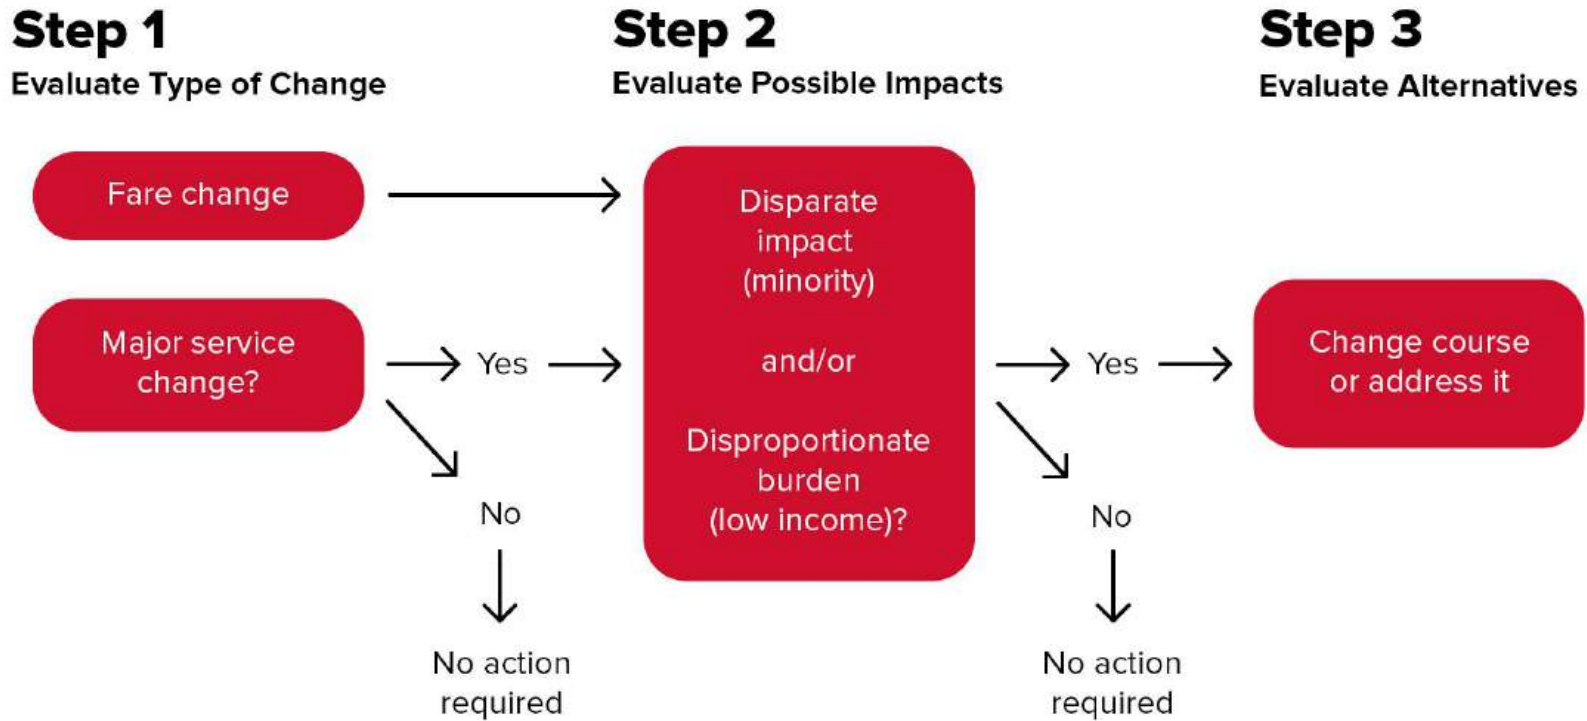 Step 1
Evaluate Type of Change
Fare change
Major service
change?
Yes
No
No action
required
Step 2
Evaluate Possible Impacts
Disparate
impact
(minority)
and/or
Disproportionate
burden
(low income)?
Yes
No
No action
required
Step 3
Evaluate Alternatives
Change course
or address it